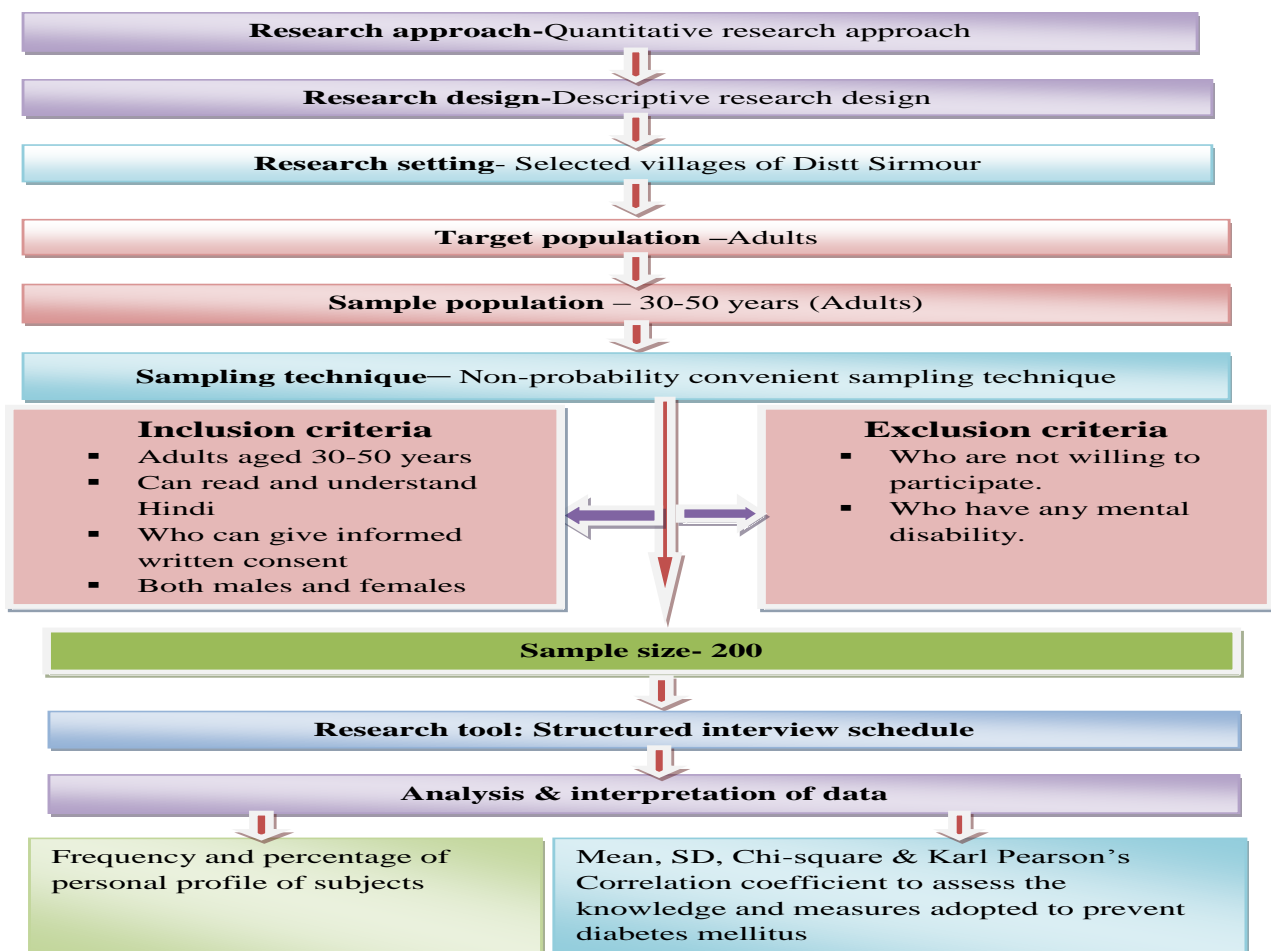 Research approach-Quantitative research approach
Research design-Descriptive research design
Research setting- Selected villages of Distt Sirmour
Target population –Adults
Sample population – 30-50 years (Adults)
Sampling technique— Non-probability convenient sampling technique
Inclusion criteria
▪ Adults aged 30-50 years
▪ Can read and understand
Hindi
▪ Who can give informed
written consent
▪ Both males and females
Exclusion criteria
▪ Who are not willing to
participate.
▪ Who have any mental
disability.
Sample size- 200
Research tool: Structured interview schedule
Analysis & interpretation of data
Frequency and percentage of
personal profile of subjects
Mean, SD, Chi-square & Karl Pearson’s
Correlation coefficient to assess the
knowledge and measures adopted to prevent
diabetes mellitus